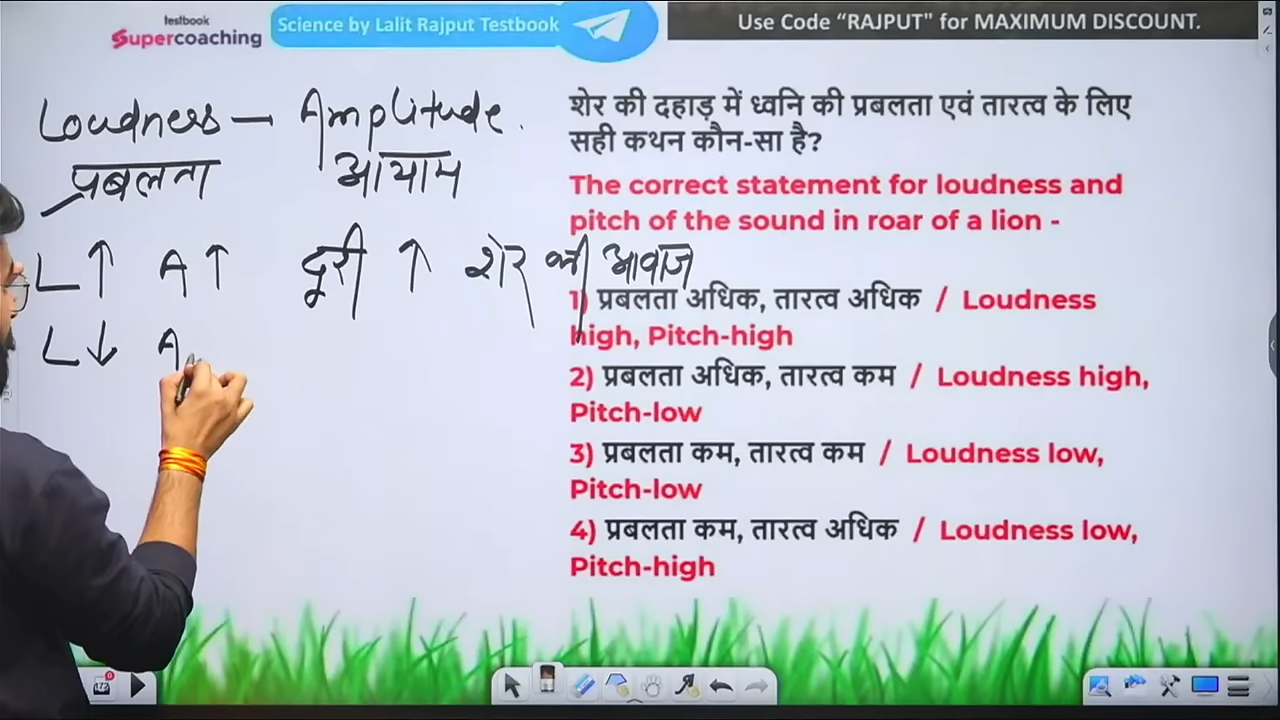 testbook
Supercoaching
Science by Lalit Rajput Testbook
Use Code “RAJPUT" for MAXIMUM DISCOUNT.
Loudness — Amplitude.
प्रबलता आयाम
L↑ A↑ दूरी ↑ शेर की आवाज
L↓ A
शेर की दहाड़ में ध्वनि की प्रबलता एवं तारत्व के लिए
सही कथन कौन-सा है?
The correct statement for loudness and
pitch of the sound in roar of a lion -
1) प्रबलता अधिक, तारत्व अधिक / Loudness
high, Pitch-high
2) प्रबलता अधिक, तारत्व कम / Loudness high,
Pitch-low
3) प्रबलता कम, तारत्व कम / Loudness low,
Pitch-low
4) प्रबलता कम, तारत्व अधिक / Loudness low,
Pitch-high